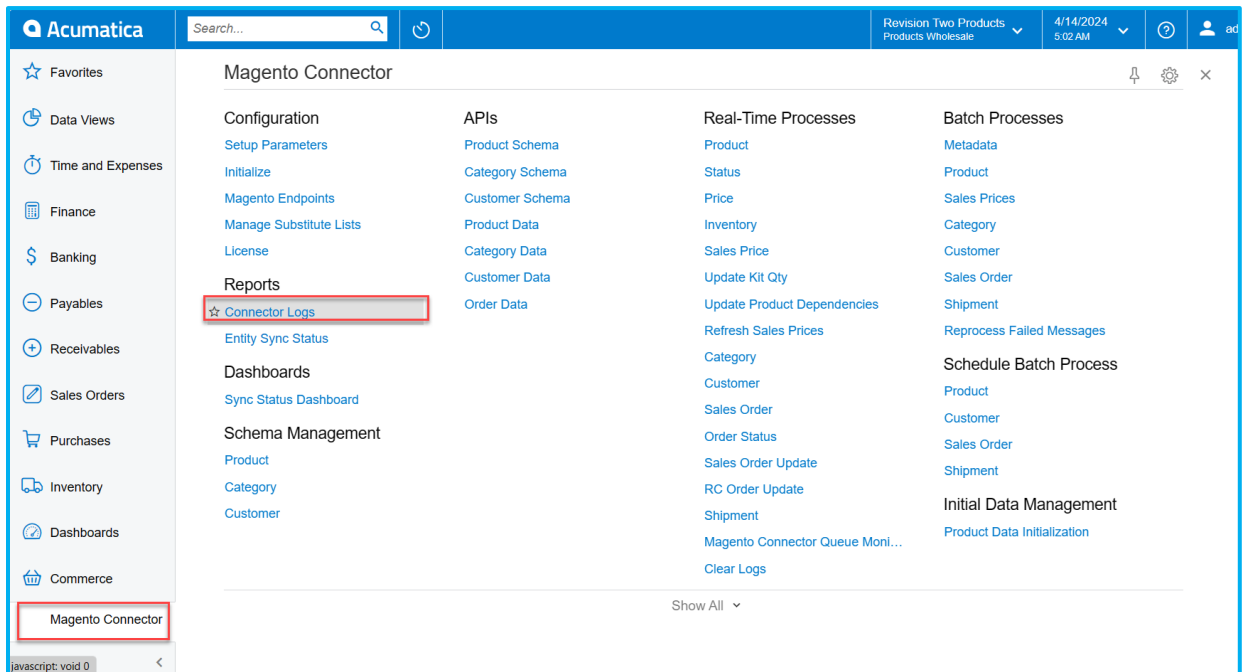 Acumatica
Search...
Revision Two Products
Products Wholesale
4/14/2024
5:02 AM
?
ad
Favorites
Data Views
Time and Expenses
Finance
Banking
Payables
Receivables
Sales Orders
Purchases
Inventory
Dashboards
Commerce
Magento Connector
javascript: void 0
Magento Connector
Configuration
Setup Parameters
Initialize
Magento Endpoints
Manage Substitute Lists
License
Reports
Connector Logs
Entity Sync Status
Dashboards
Sync Status Dashboard
Schema Management
Product
Category
Customer
APIs
Product Schema
Category Schema
Customer Schema
Product Data
Category Data
Customer Data
Order Data
Real-Time Processes
Product
Status
Price
Inventory
Sales Price
Update Kit Qty
Update Product Dependencies
Refresh Sales Prices
Category
Customer
Sales Order
Order Status
Sales Order Update
RC Order Update
Shipment
Magento Connector Queue Moni...
Clear Logs
Batch Processes
Metadata
Product
Sales Prices
Category
Customer
Sales Order
Shipment
Reprocess Failed Messages
Schedule Batch Process
Product
Customer
Sales Order
Shipment
Initial Data Management
Product Data Initialization
Show All